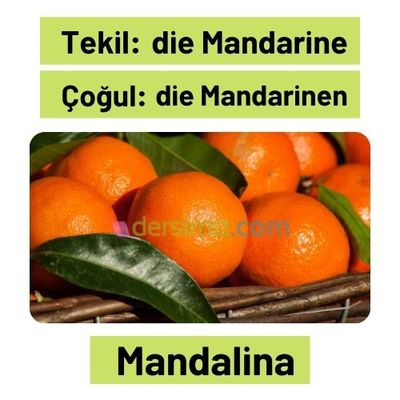 Tekil: die Mandarine
Çoğul: die Mandarinen
dersimiz.com
Mandalina